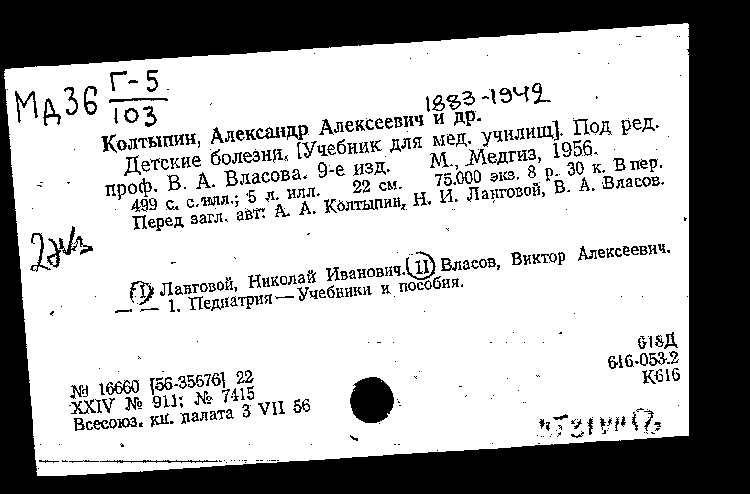 МД36 Г-5
103
1883-1942
Колтыпин, Александр Алексеевич и др.
Детские болезни. [Учебник для мед. училищ]. Под ред.
проф. В. А. Власова. 9-е изд. М., Медгиз, 1956.
499 с. с илл.; 5 л. илл. 22 см. 75.000 экз. 8 р. 30 к. В пер.
Перед загл. авт: А. А. Колтыпин, Н. И. Ланговой, В. А. Власов.
2 экз
I Ланговой, Николай Иванович. II Власов, Виктор Алексеевич.
— — 1. Педиатрия — Учебники и пособия.
618Д
616-053.2
К616
№ 16660 [56-35676] 22
XXIV № 911; № 7415
Всесоюз. кн. палата 3 VII 56